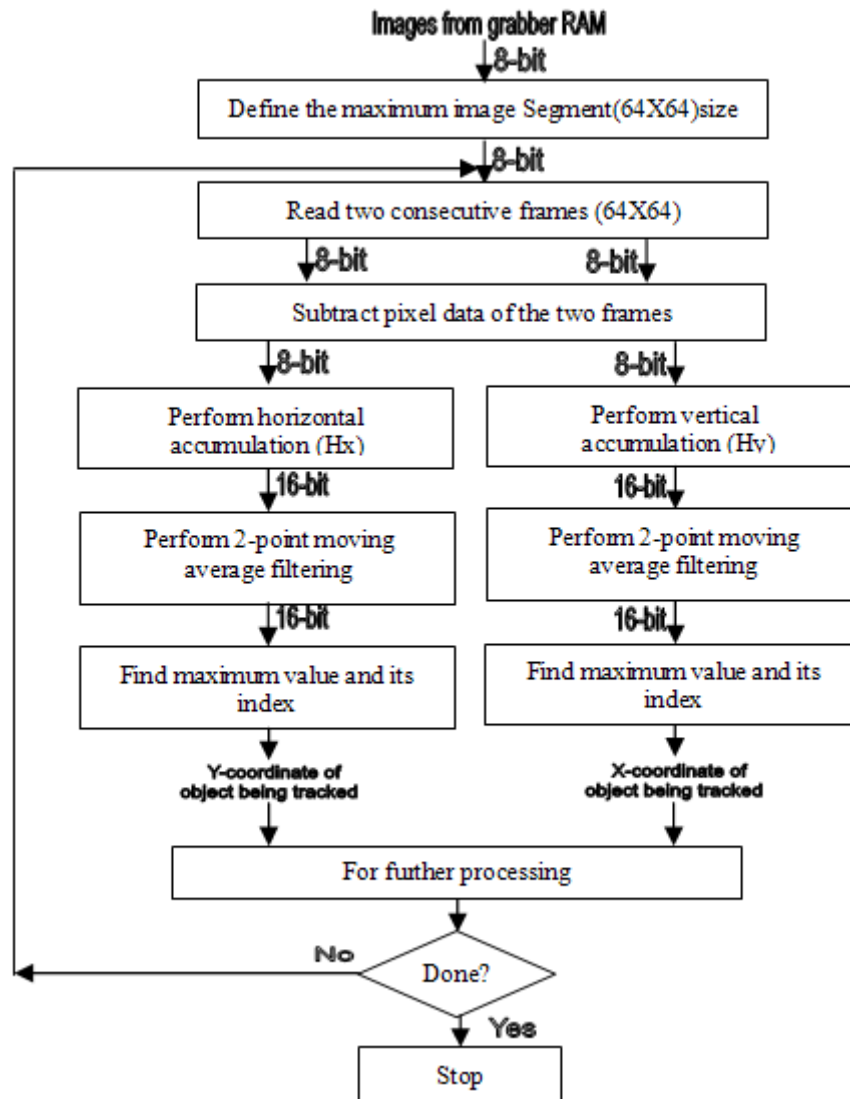 Images from grabber RAM
8-bit
Define the maximum image Segment(64X64)size
8-bit
Read two consecutive frames (64X64)
8-bit
8-bit
Subtract pixel data of the two frames
8-bit
8-bit
Perform horizontal
accumulation (Hx)
Perform vertical
accumulation (Hy)
16-bit
16-bit
Perform 2-point moving
average filtering
Perform 2-point moving
average filtering
16-bit
16-bit
Find maximum value and its
index
Find maximum value and its
index
Y-coordinate of
object being tracked
X-coordinate of
object being tracked
For further processing
No
Done?
Yes
Stop